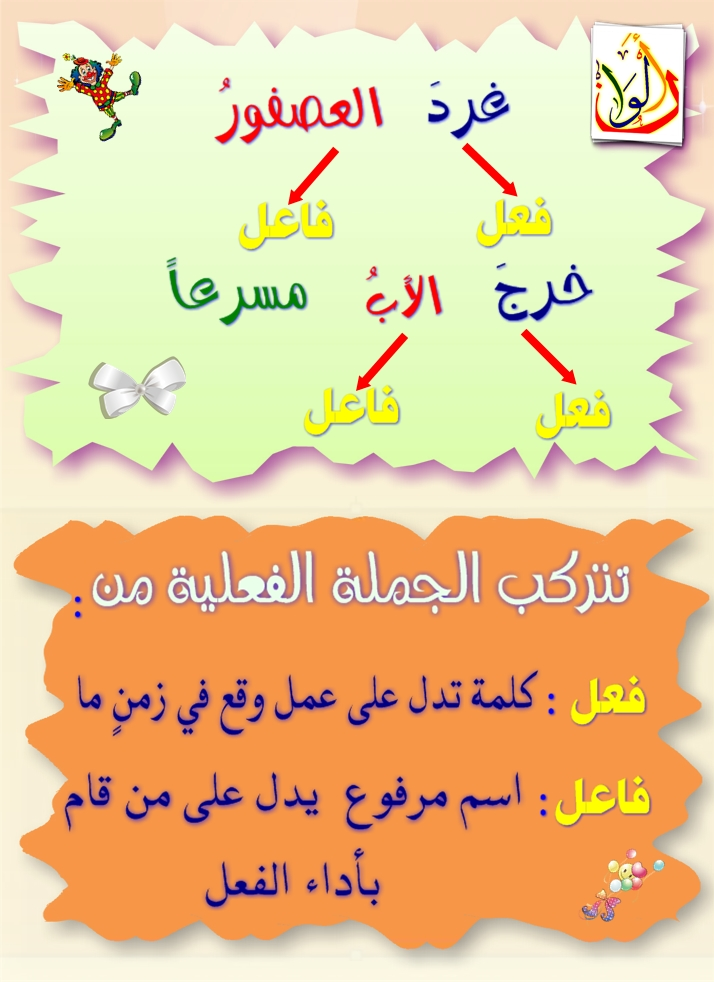 ألوان
غردَ العصفورُ
فعل فاعل
خرجَ الأبُ مسرعاً
فعل فاعل
تتركب الجملة الفعلية من :
فعل : كلمة تدل على عمل وقع في زمنٍ ما
فاعل : اسم مرفوع يدل على من قام
بأداء الفعل